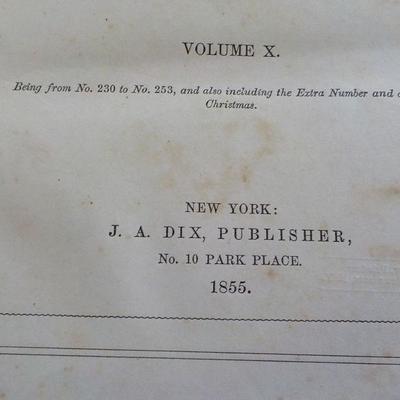 VOLUME X.
Being from No. 230 to No. 253, and also including the Extra Number and
Christmas.
NEW YORK:
J. A. DIX, PUBLISHER,
No. 10 PARK PLACE.
1855.